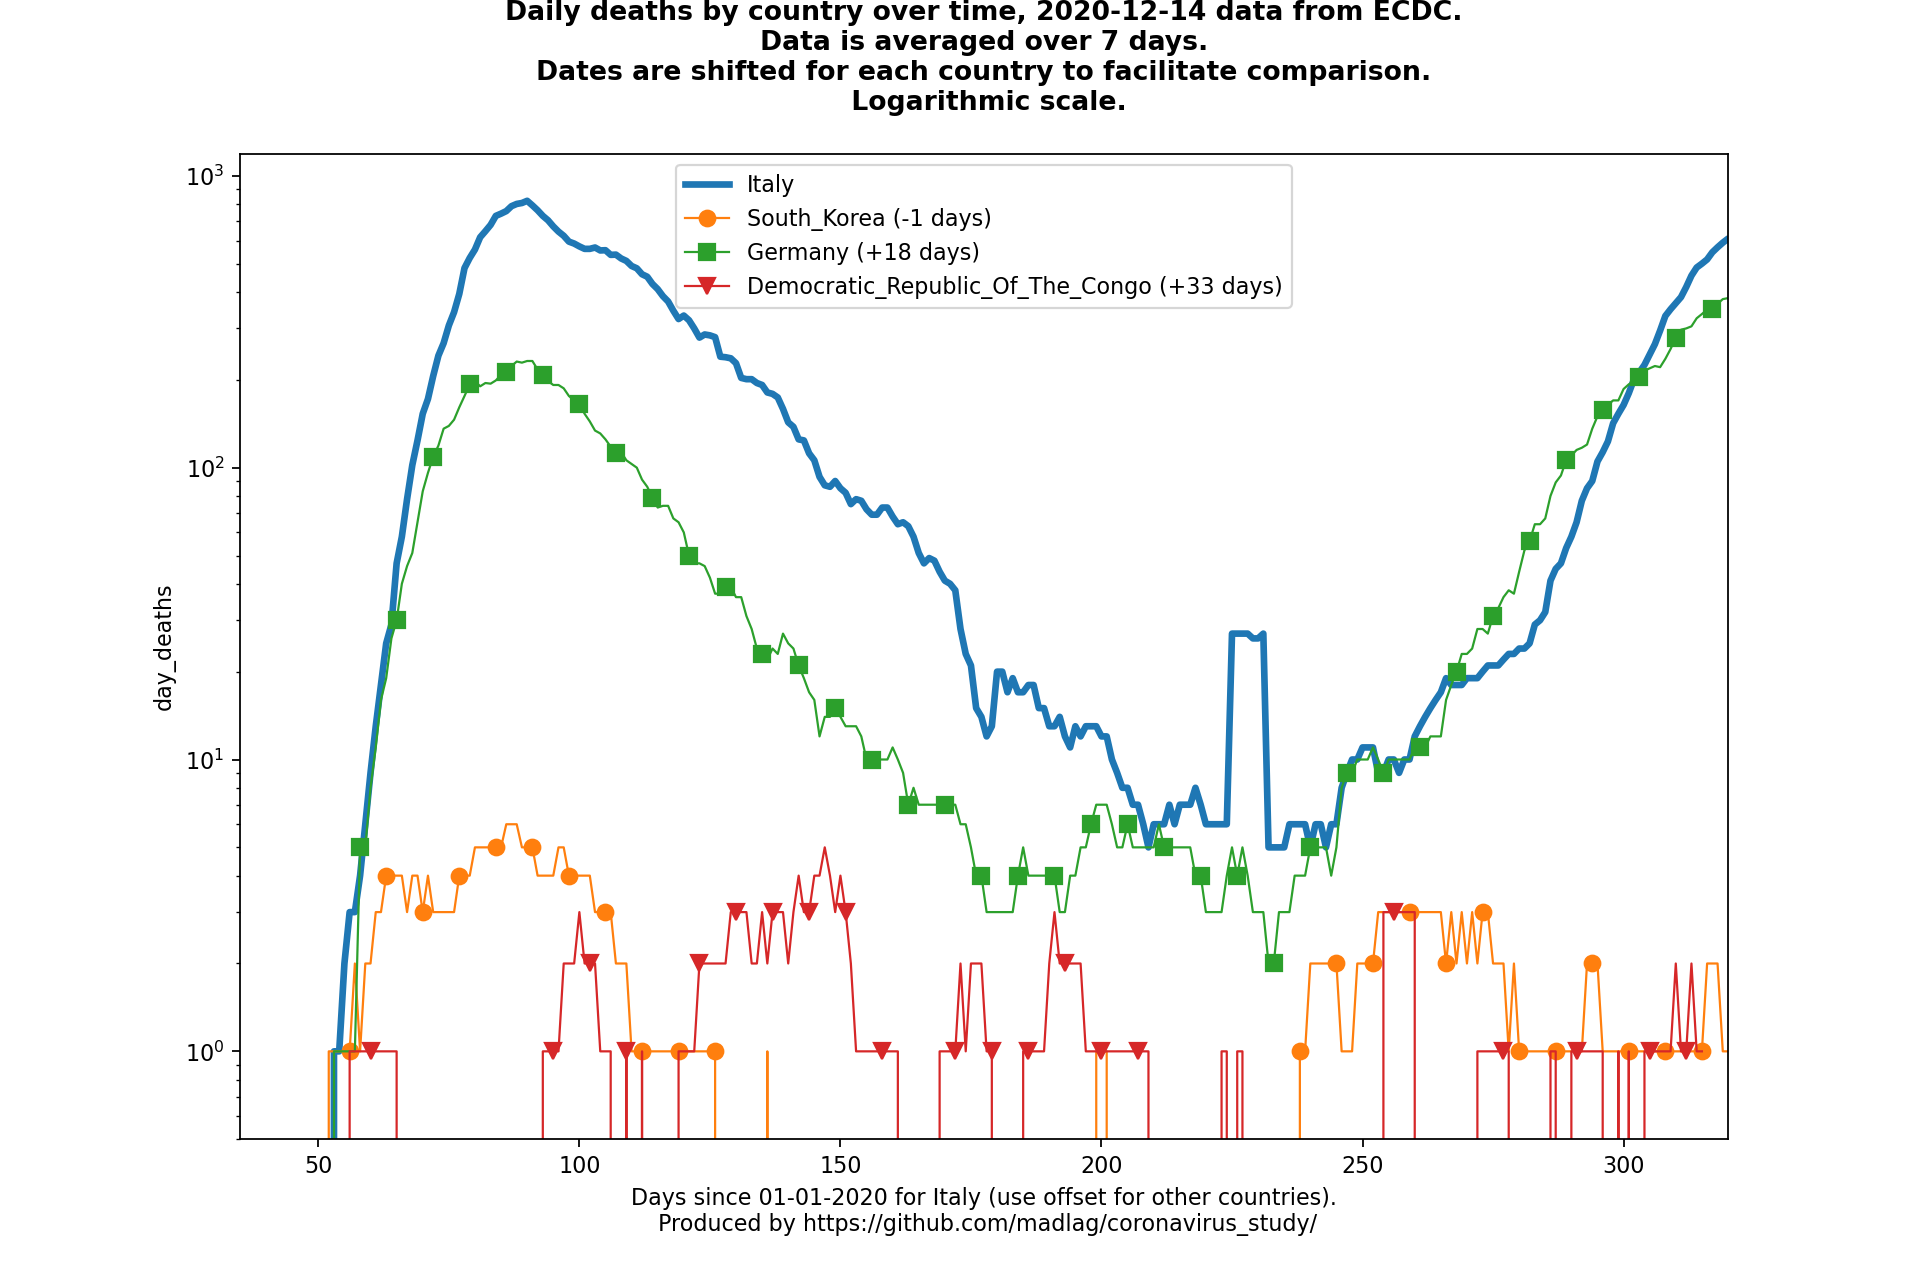 Daily deaths by country over time, 2020-12-14 data from ECDC.
Data is averaged over 7 days.
Dates are shifted for each country to facilitate comparison.
Logarithmic scale.
10³
Italy
South_Korea (-1 days)
Germany (+18 days)
Democratic_Republic_Of_The_Congo (+33 days)
10²
day_deaths
10¹
10⁰
50 100 150 200 250 300
Days since 01-01-2020 for Italy (use offset for other countries).
Produced by https://github.com/madlag/coronavirus_study/